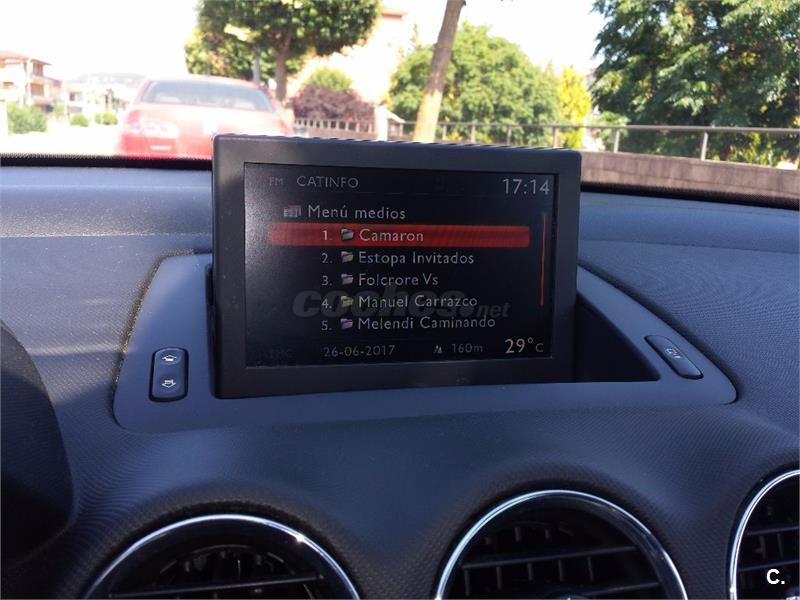 FM CATINFO 17:14
Menú medios
1. Camaron
2. Estopa Invitados
3. Folcrore Vs
4. Manuel Carrazco
5. Melendi Caminando
coches.net
26-06-2017 160m 29°C
C.